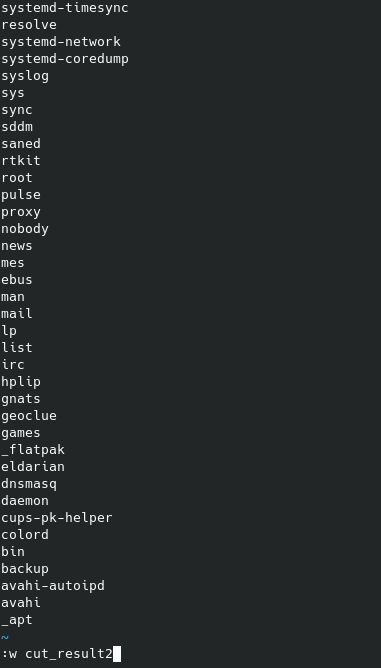 systemd-timesync
resolve
systemd-network
systemd-coredump
syslog
sys
sync
sddm
saned
rtkit
root
pulse
proxy
nobody
news
mes
ebus
man
mail
lp
list
irc
hplip
gnats
geoclue
games
_flatpak
eldarian
dnsmasq
daemon
cups-pk-helper
colord
bin
backup
avahi-autoipd
avahi
_apt
~
:w cut_result2